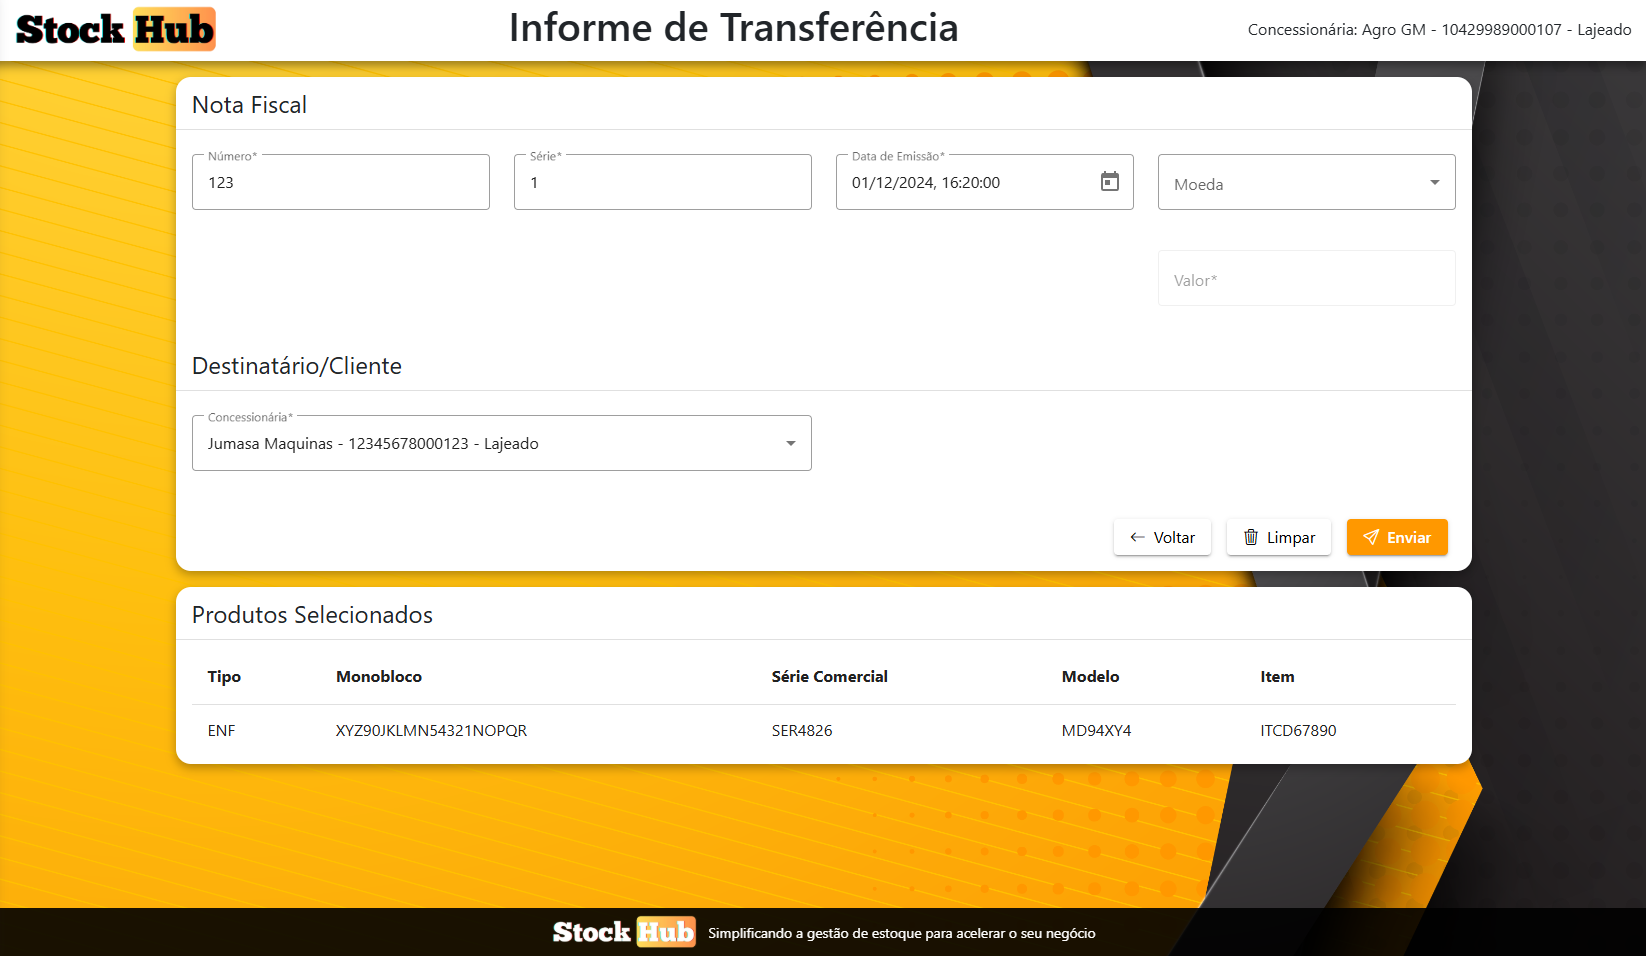 Stock Hub
Informe de Transferência
Concessionária: Agro GM - 10429989000107 - Lajeado
Nota Fiscal
Número*
123
Série*
1
Data de Emissão*
01/12/2024, 16:20:00
Moeda
Valor*
Destinatário/Cliente
Concessionária*
Jumasa Maquinas - 12345678000123 - Lajeado
Voltar
Limpar
Enviar
Produtos Selecionados
Tipo Monobloco Série Comercial Modelo Item
ENF XYZ90JKLMN54321NOPQR SER4826 MD94XY4 ITCD67890
Stock Hub Simplificando a gestão de estoque para acelerar o seu negócio